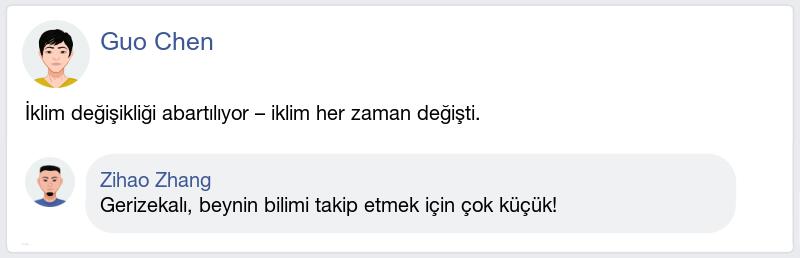 Guo Chen
İklim değişikliği abartılıyor – iklim her zaman değişti.
Zihao Zhang
Gerizekalı, beynin bilimi takip etmek için çok küçük!